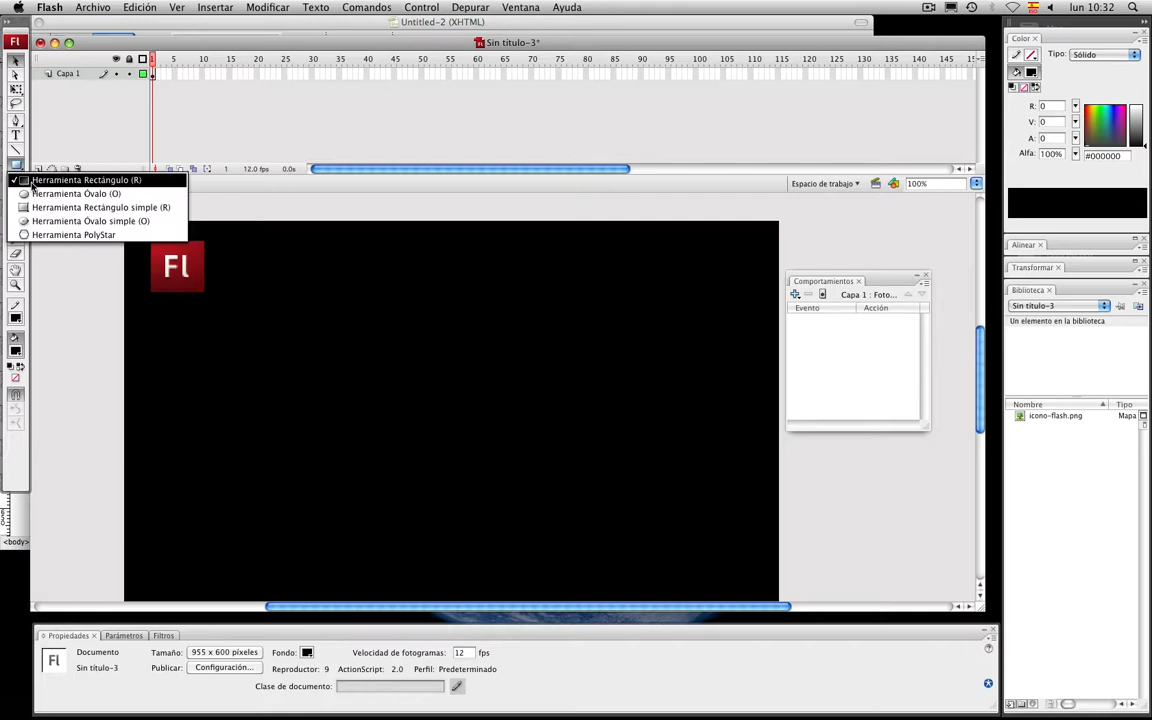 Flash Archivo Edición Ver Insertar Modificar Texto Comandos Control Depurar Ventana Ayuda lun 10:32
Untitled-2 (XHTML)
Fl
Sin título-3*
Color
Tipo: Sólido
1 5 10 15 20 25 30 35 40 45 50 55 60 65 70 75 80 85 90 95 100 105 110 115 120 125 130 135 140 145 15
Capa 1
R: 0
V: 0
A: 0
Alfa: 100% #000000
1 12.0 fps 0.0s
Herramienta Rectángulo (R)
Herramienta Óvalo (O)
Herramienta Rectángulo simple (R)
Herramienta Óvalo simple (O)
Herramienta PolyStar
Espacio de trabajo 100%
Fl
Alinear
Transformar
Biblioteca
Sin título-3
Un elemento en la biblioteca
Comportamientos
Capa 1 : Foto...
Evento Acción
Nombre Tipo
icono-flash.png Mapa
<body>
Propiedades Parámetros Filtros
Fl
Documento
Sin título-3
Tamaño: 955 x 600 píxeles Fondo: Velocidad de fotogramas: 12 fps
Publicar: Configuración... Reproductor: 9 ActionScript: 2.0 Perfil: Predeterminado
Clase de documento: